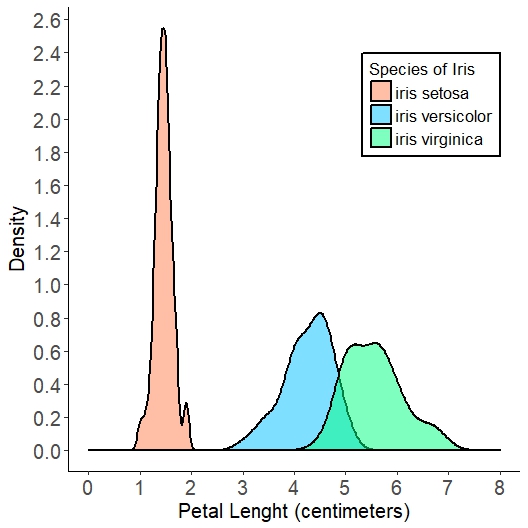 2.6
2.4
2.2
2.0
1.8
1.6
1.4
1.2
1.0
0.8
0.6
0.4
0.2
0.0
Density
Species of Iris
iris setosa
iris versicolor
iris virginica
0 1 2 3 4 5 6 7 8
Petal Lenght (centimeters)